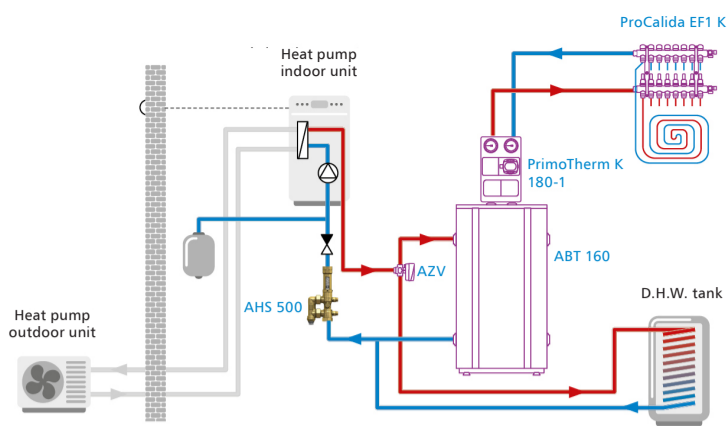 ProCalida EF1 K
Heat pump
indoor unit
PrimoTherm K
180-1
AZV
ABT 160
AHS 500
D.H.W. tank
Heat pump
outdoor unit